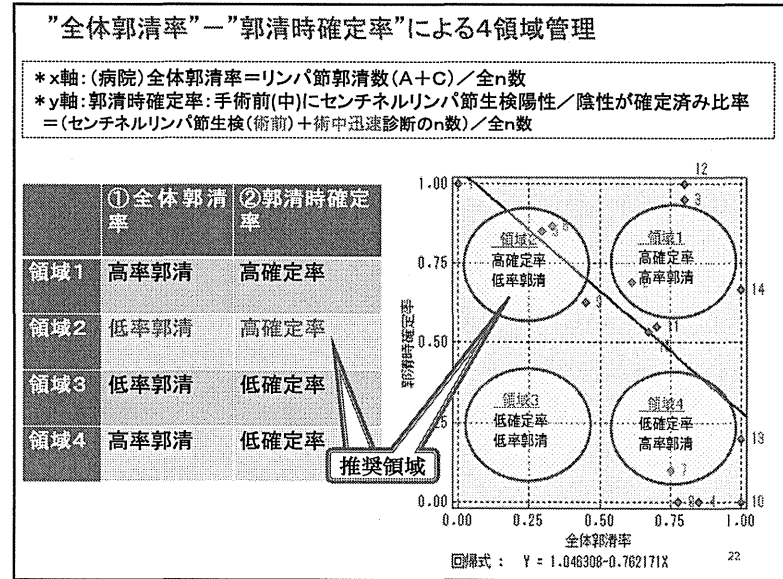 ”全体郭清率”－”郭清時確定率”による4領域管理
＊x軸：（病院）全体郭清率＝リンパ節郭清数（A＋C）／全n数
＊y軸：郭清時確定率：手術前（中）にセンチネルリンパ節生検陽性／陰性が確定済み比率
＝（センチネルリンパ節生検（術前）＋術中迅速診断のn数）／全n数
①全体郭清率 ②郭清時確定率
領域1 高率郭清 高確定率
領域2 低率郭清 高確定率
領域3 低率郭清 低確定率
領域4 高率郭清 低確定率
推奨領域
郭清時確定率
1.00
0.75
0.50
.25
0.00
12
3
領域2
高確定率
低率郭清
領域1
高確定率
高率郭清
14
11
領域3
低確定率
低率郭清
領域4
低確定率
高率郭清
13
7
4
10
0.00 0.25 0.50 0.75 1.00
全体郭清率
回帰式 ： Y = 1.046308-0.762171X
22